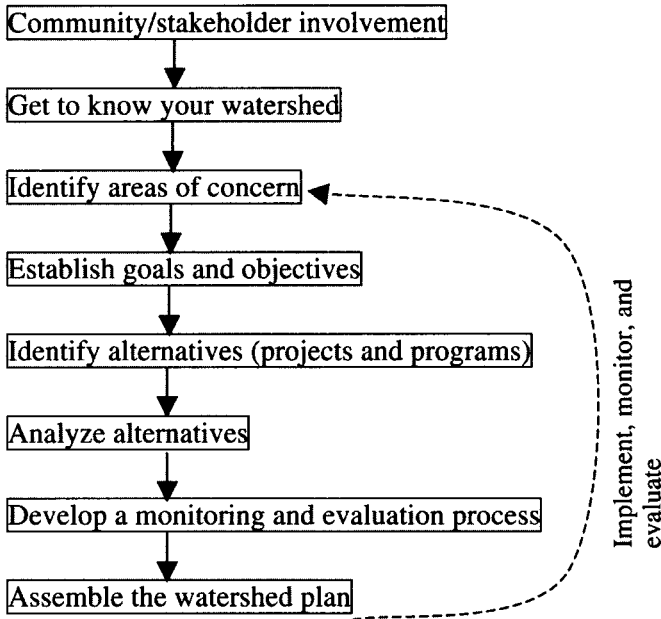 Community/stakeholder involvement
Get to know your watershed
Identify areas of concern
Establish goals and objectives
Identify alternatives (projects and programs)
Analyze alternatives
Develop a monitoring and evaluation process
Assemble the watershed plan
Implement, monitor, and
evaluate